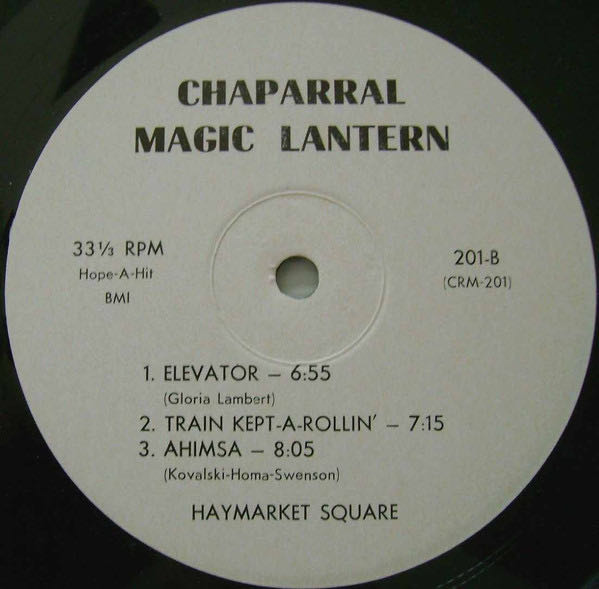 CHAPARRAL
MAGIC LANTERN
33⅓ RPM
Hope-A-Hit
BMI
201-B
(CRM-201)
1. ELEVATOR — 6:55
(Gloria Lambert)
2. TRAIN KEPT-A-ROLLIN' — 7:15
3. AHIMSA — 8:05
(Kovalski-Homa-Swenson)
HAYMARKET SQUARE